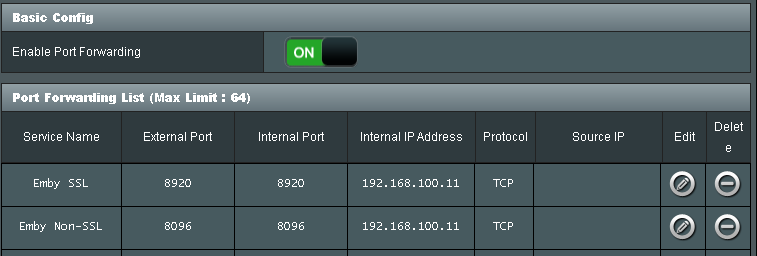 Basic Config
Enable Port Forwarding ON
Port Forwarding List (Max Limit : 64)
Service Name External Port Internal Port Internal IP Address Protocol Source IP Edit Delet
e
Emby SSL 8920 8920 192.168.100.11 TCP
Emby Non-SSL 8096 8096 192.168.100.11 TCP